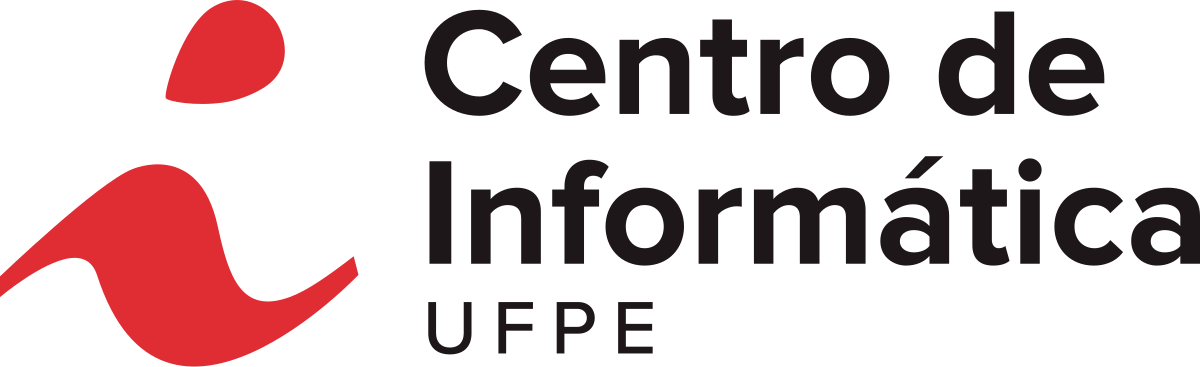 Centro de
Informática
UFPE